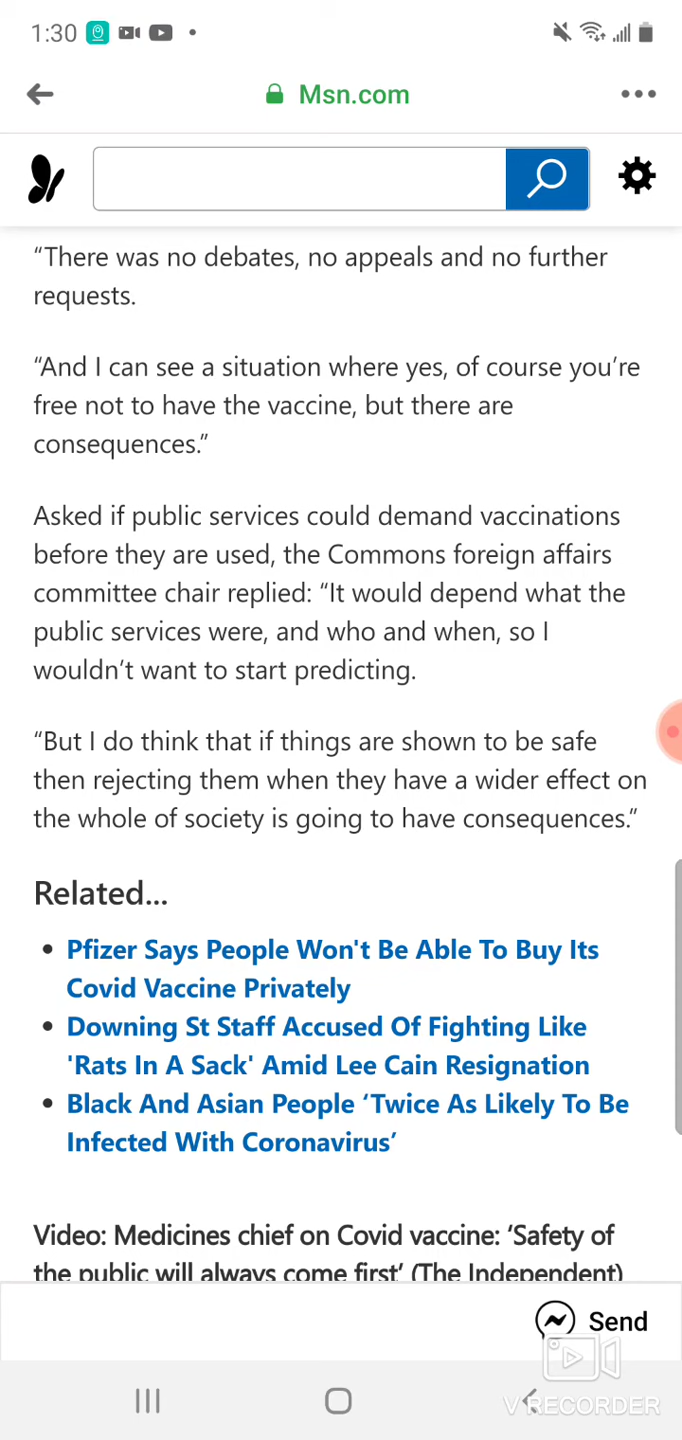 1:30
Msn.com
“There was no debates, no appeals and no further
requests.
“And I can see a situation where yes, of course you’re
free not to have the vaccine, but there are
consequences.”
Asked if public services could demand vaccinations
before they are used, the Commons foreign affairs
committee chair replied: “It would depend what the
public services were, and who and when, so I
wouldn’t want to start predicting.
“But I do think that if things are shown to be safe
then rejecting them when they have a wider effect on
the whole of society is going to have consequences.”
Related...
• Pfizer Says People Won't Be Able To Buy Its
Covid Vaccine Privately
• Downing St Staff Accused Of Fighting Like
'Rats In A Sack' Amid Lee Cain Resignation
• Black And Asian People ‘Twice As Likely To Be
Infected With Coronavirus’
Video: Medicines chief on Covid vaccine: ‘Safety of
the public will always come first’ (The Independent)
Send
V RECORDER